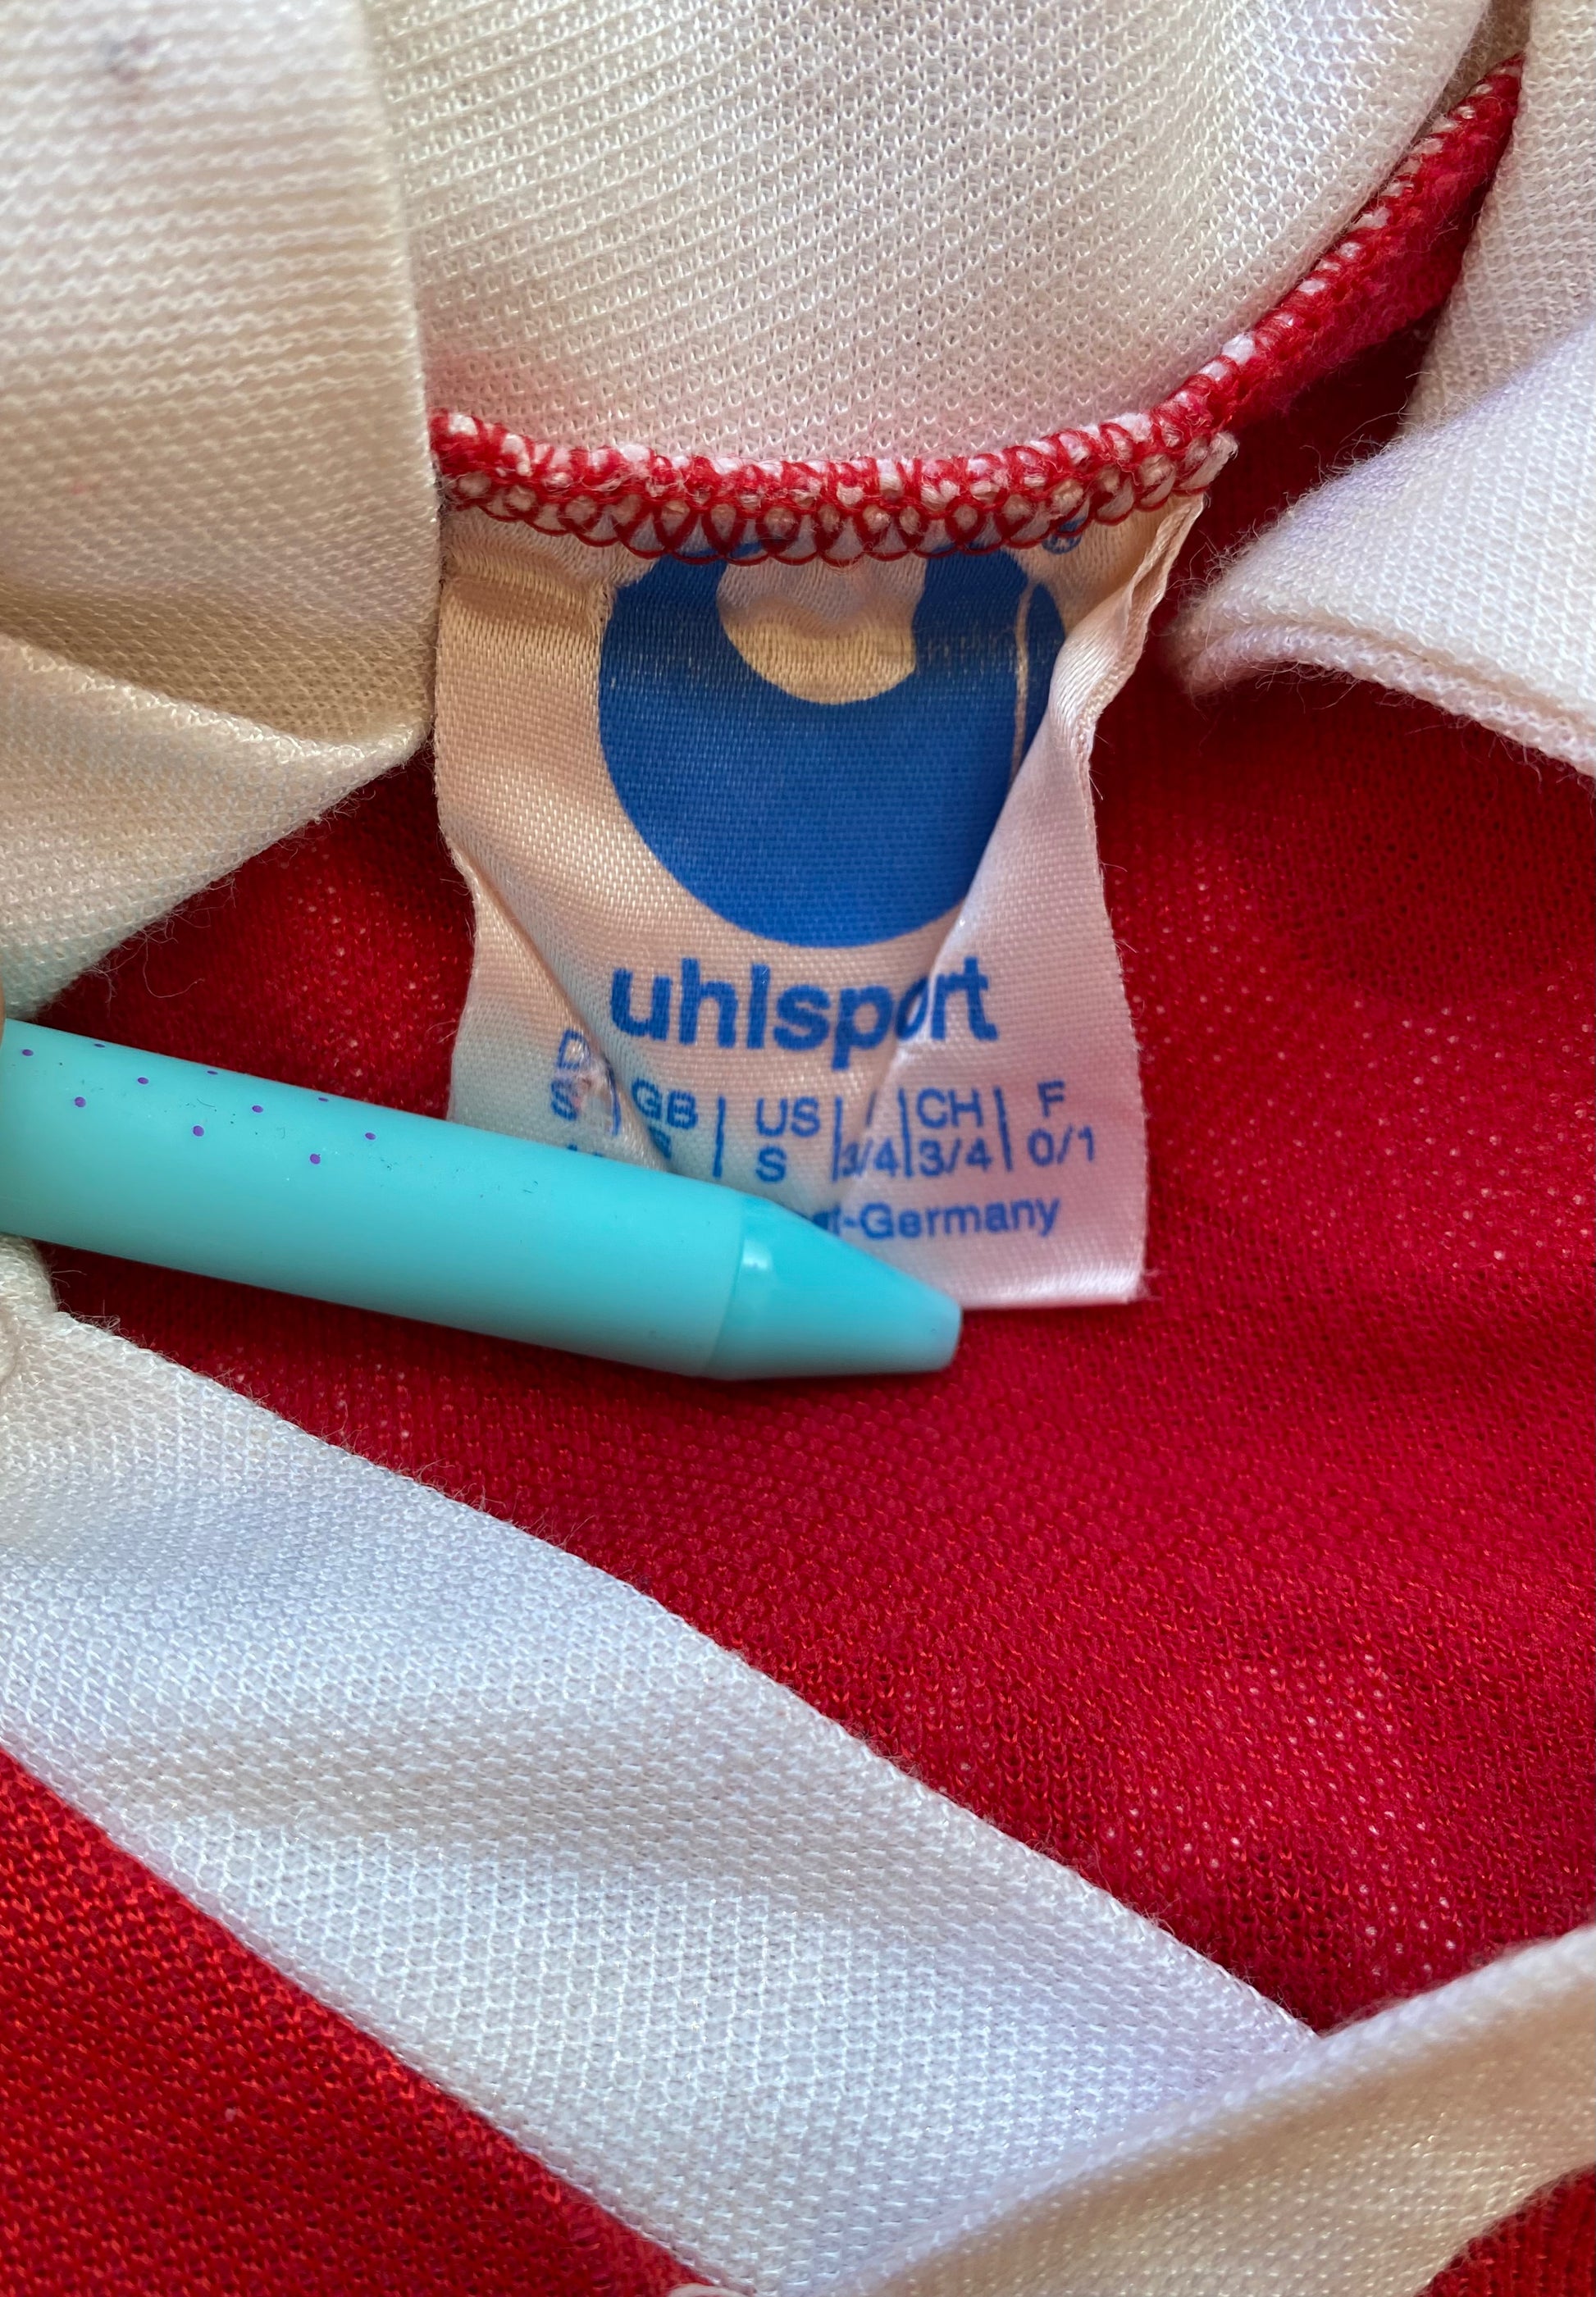 ®
uhlsport
D
S | GB | US | | CH | F
S | 3/4 | 3/4 | 0/1
-Germany